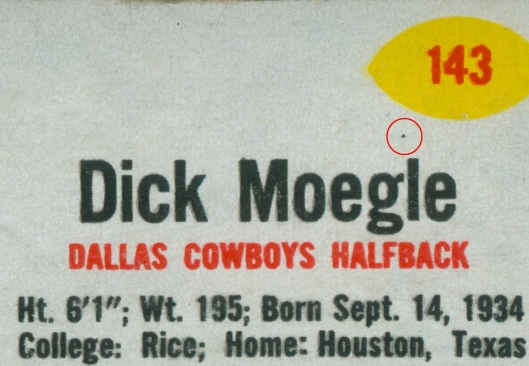 143
Dick Moegle
DALLAS COWBOYS HALFBACK
Ht. 6'1"; Wt. 195; Born Sept. 14, 1934
College: Rice; Home: Houston, Texas